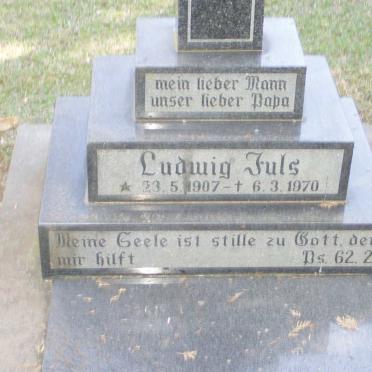 mein lieber Mann
unser lieber Papa
Ludwig Juls
* 23.5.1907 - † 6.3.1970
Meine Seele ist stille zu Gott, der
mir hilft Ps. 62. 2